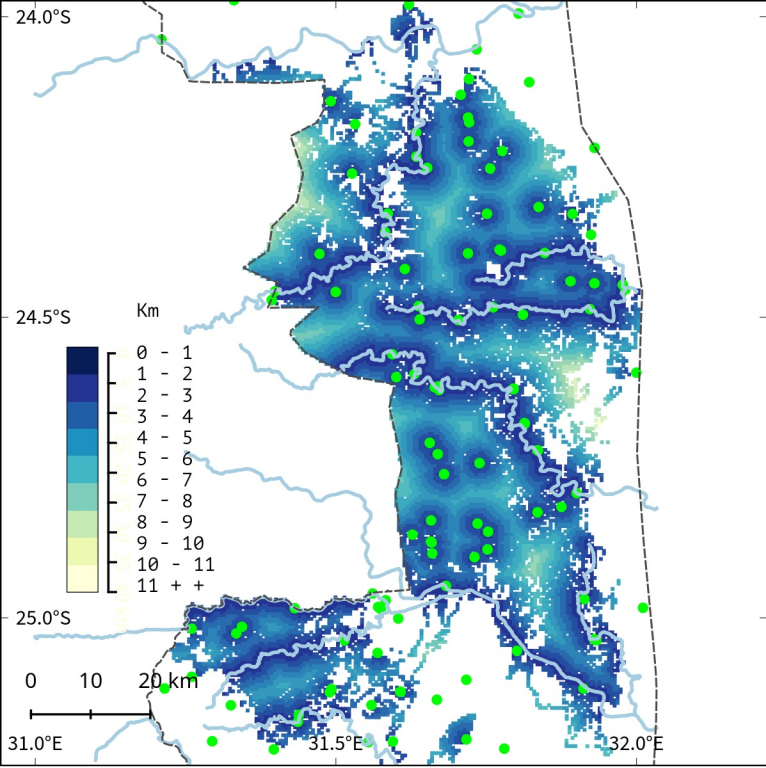 24.0°S
24.5°S
Km
0 - 1
1 - 2
2 - 3
3 - 4
4 - 5
5 - 6
6 - 7
7 - 8
8 - 9
9 - 10
10 - 11
11 + +
25.0°S
0 10 20 km
31.0°E 31.5°E 32.0°E